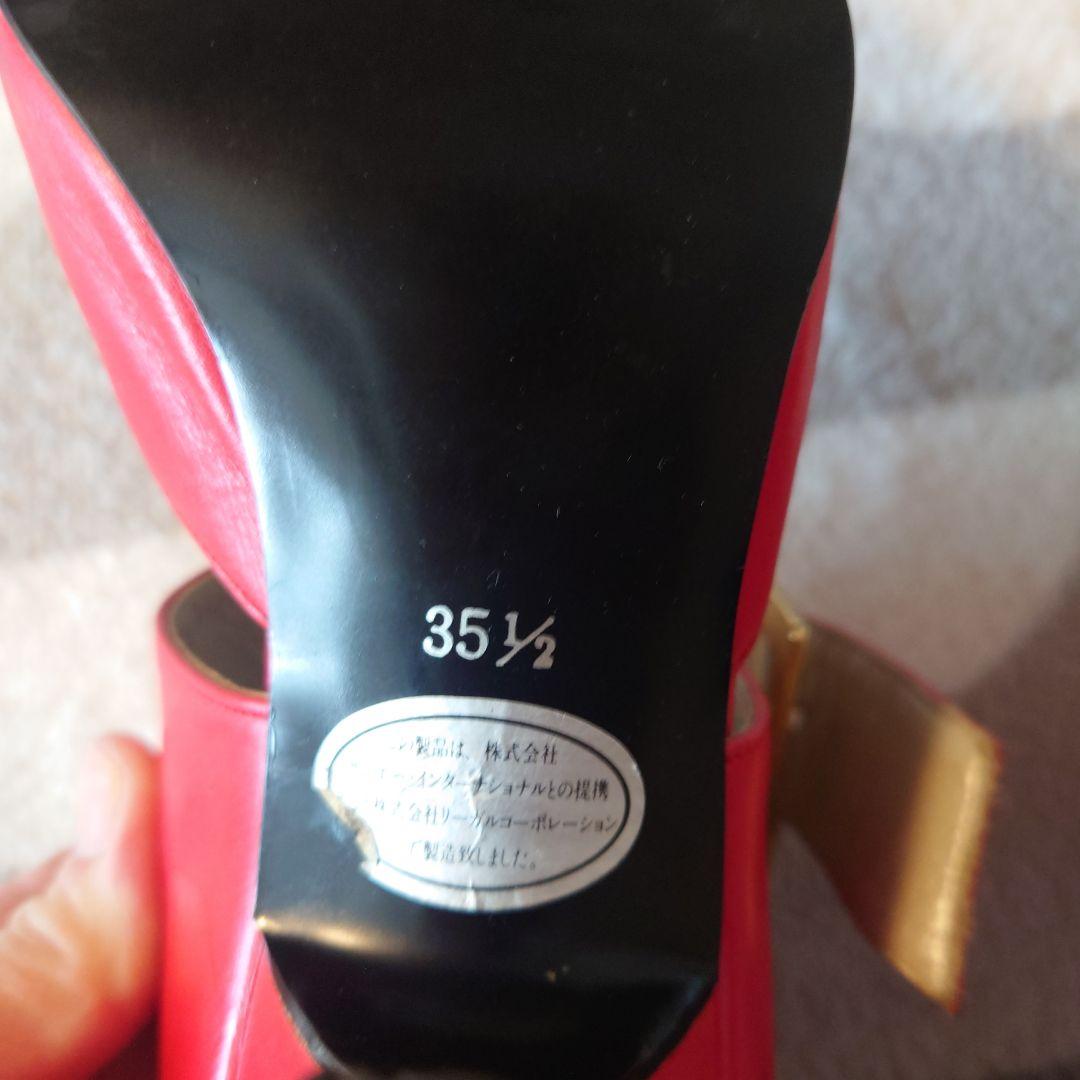 35 1/2
の製品は、株式会社
インターナショナルとの提携
株式会社リーガルコーポレーション
で製造致しました。